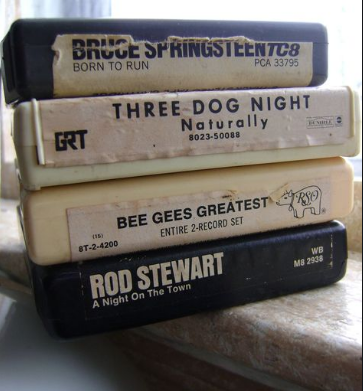 BRUCE SPRINGSTEEN TC8
BORN TO RUN PCA 33795
THREE DOG NIGHT
Naturally
GRT 8023-50088
BEE GEES GREATEST RSO
(16) ENTIRE 2-RECORD SET
8T-2-4200
ROD STEWART WB
A Night On The Town M8 2938